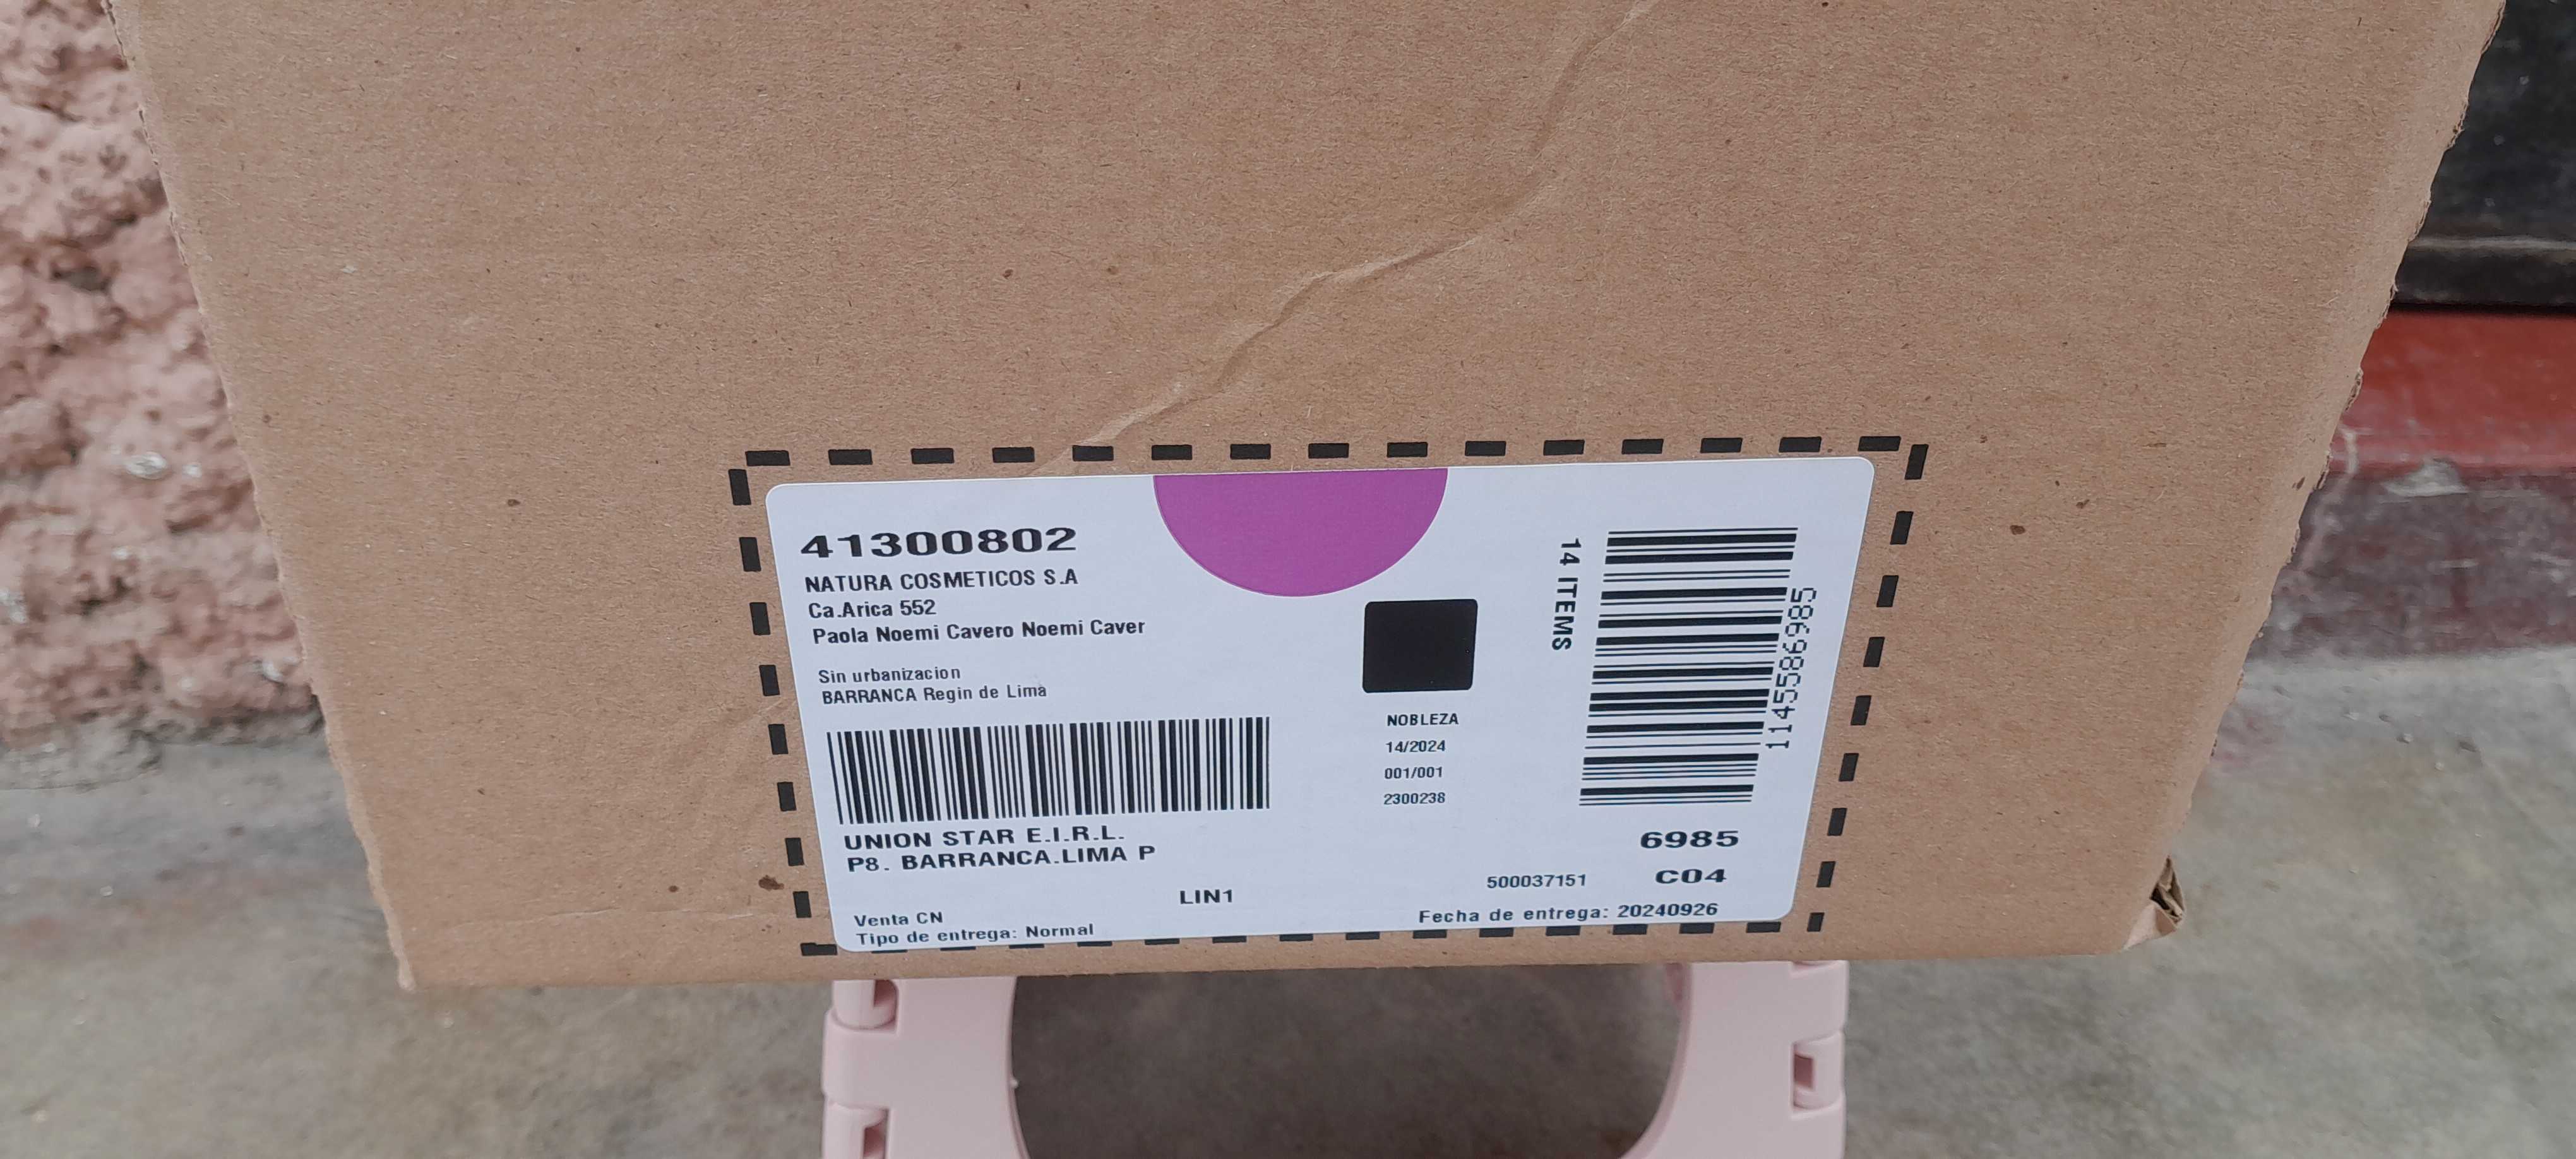 41300802
NATURA COSMETICOS S.A
Ca.Arica 552
Paola Noemi Cavero Noemi Caver
Sin urbanizacion
BARRANCA Regin de Lima
UNION STAR E.I.R.L.
P8. BARRANCA.LIMA P
LIN1
Venta CN
Tipo de entrega: Normal
NOBLEZA
14/2024
001/001
2300238
14 ITEMS
1145586985
6985
500037151 C04
Fecha de entrega: 20240926